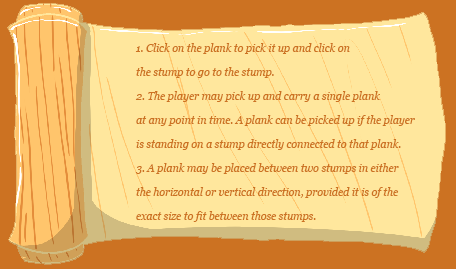 1. Click on the plank to pick it up and click on
the stump to go to the stump.
2. The player may pick up and carry a single plank
at any point in time. A plank can be picked up if the player
is standing on a stump directly connected to that plank.
3. A plank may be placed between two stumps in either
the horizontal or vertical direction, provided it is of the
exact size to fit between those stumps.